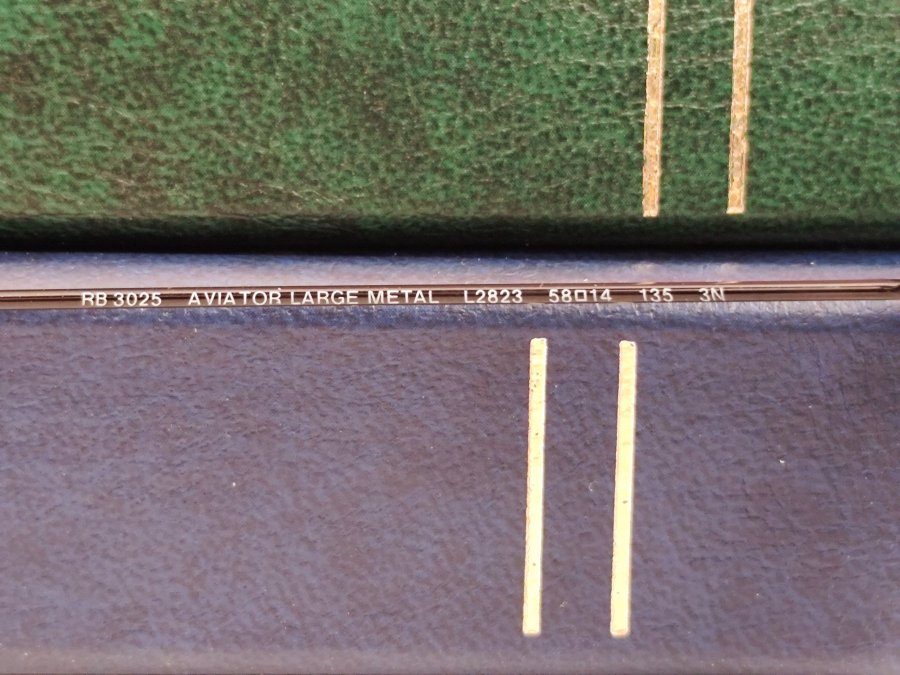 RB 3025 AVIATOR LARGE METAL L2823 58□14 135 3N